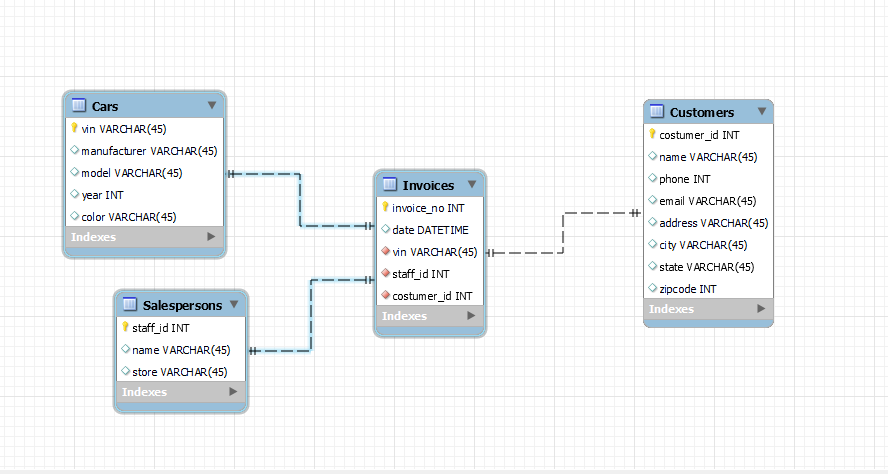 Cars
vin VARCHAR(45)
manufacturer VARCHAR(45)
model VARCHAR(45)
year INT
color VARCHAR(45)
Indexes
Salespersons
staff_id INT
name VARCHAR(45)
store VARCHAR(45)
Indexes
Invoices
invoice_no INT
date DATETIME
vin VARCHAR(45)
staff_id INT
costumer_id INT
Indexes
Customers
costumer_id INT
name VARCHAR(45)
phone INT
email VARCHAR(45)
address VARCHAR(45)
city VARCHAR(45)
state VARCHAR(45)
zipcode INT
Indexes